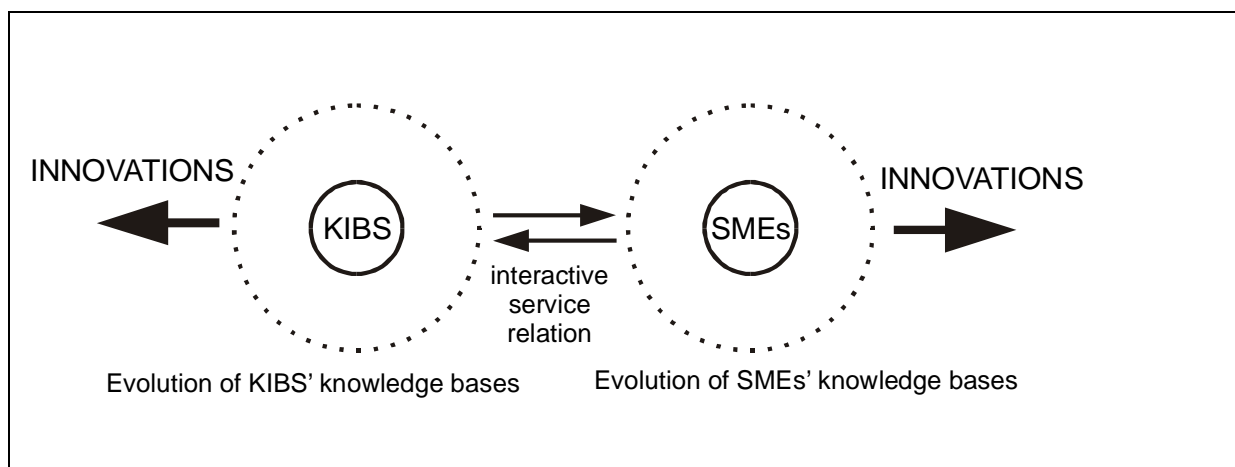 INNOVATIONS
INNOVATIONS
KIBS
SMEs
interactive
service
relation
Evolution of KIBS’ knowledge bases
Evolution of SMEs’ knowledge bases